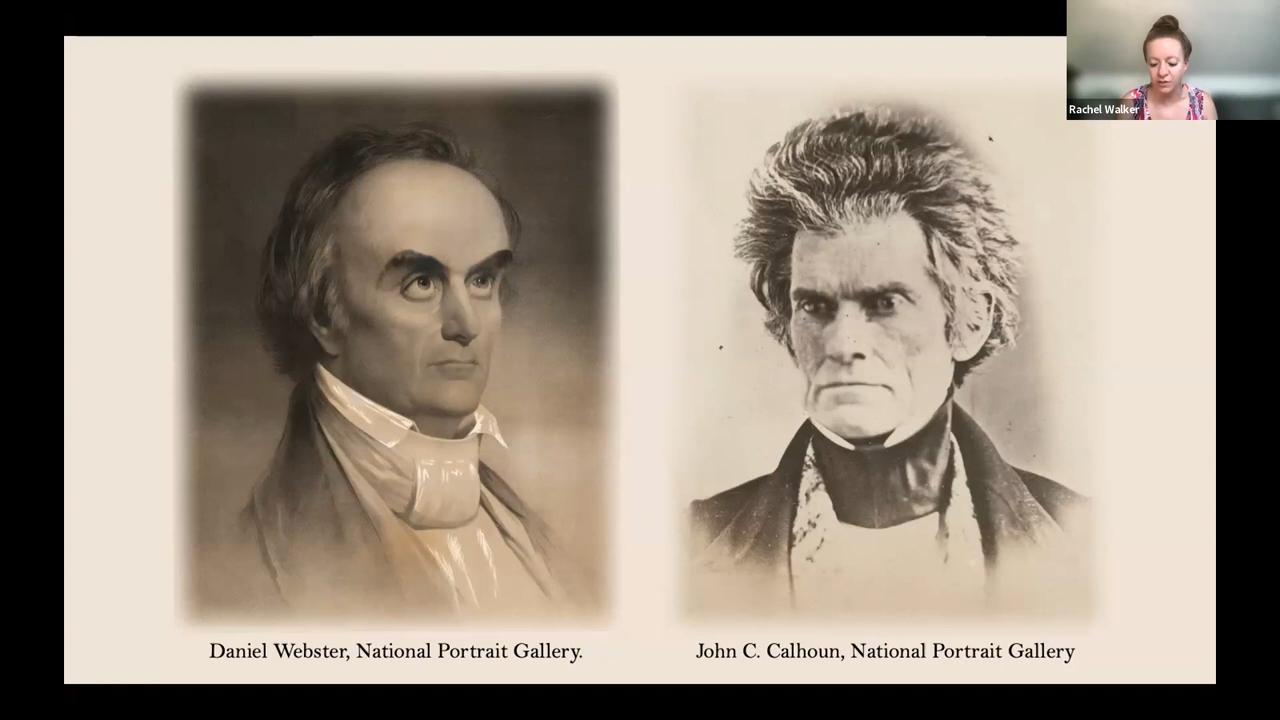 Rachel Walker
Daniel Webster, National Portrait Gallery.
John C. Calhoun, National Portrait Gallery